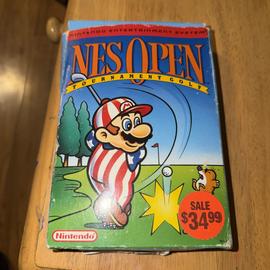 NINTENDO ENTERTAINMENT SYSTEM
NES OPEN
TOURNAMENT GOLF
SALE
$34.99
Nintendo